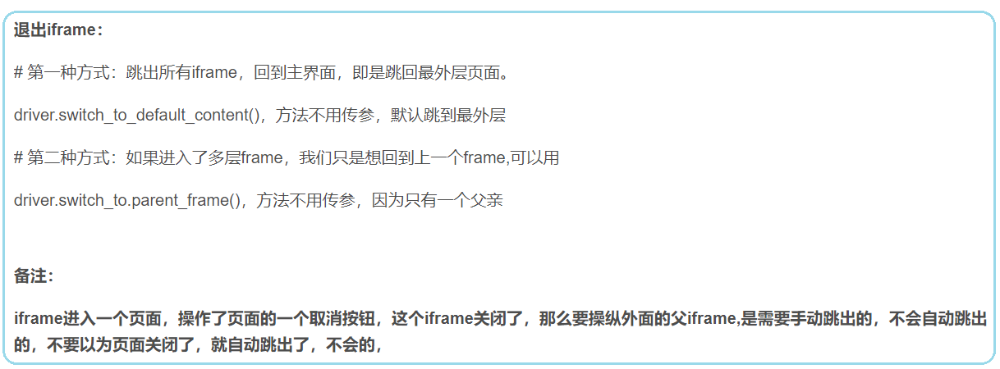 退出iframe：
# 第一种方式：跳出所有iframe，回到主界面，即是跳回最外层页面。
driver.switch_to_default_content()，方法不用传参，默认跳到最外层
# 第二种方式：如果进入了多层frame，我们只是想回到上一个frame,可以用
driver.switch_to.parent_frame()，方法不用传参，因为只有一个父亲
备注：
iframe进入一个页面，操作了页面的一个取消按钮，这个iframe关闭了，那么要操纵外面的父iframe,是需要手动跳出的，不会自动跳出
的，不要以为页面关闭了，就自动跳出了，不会的，